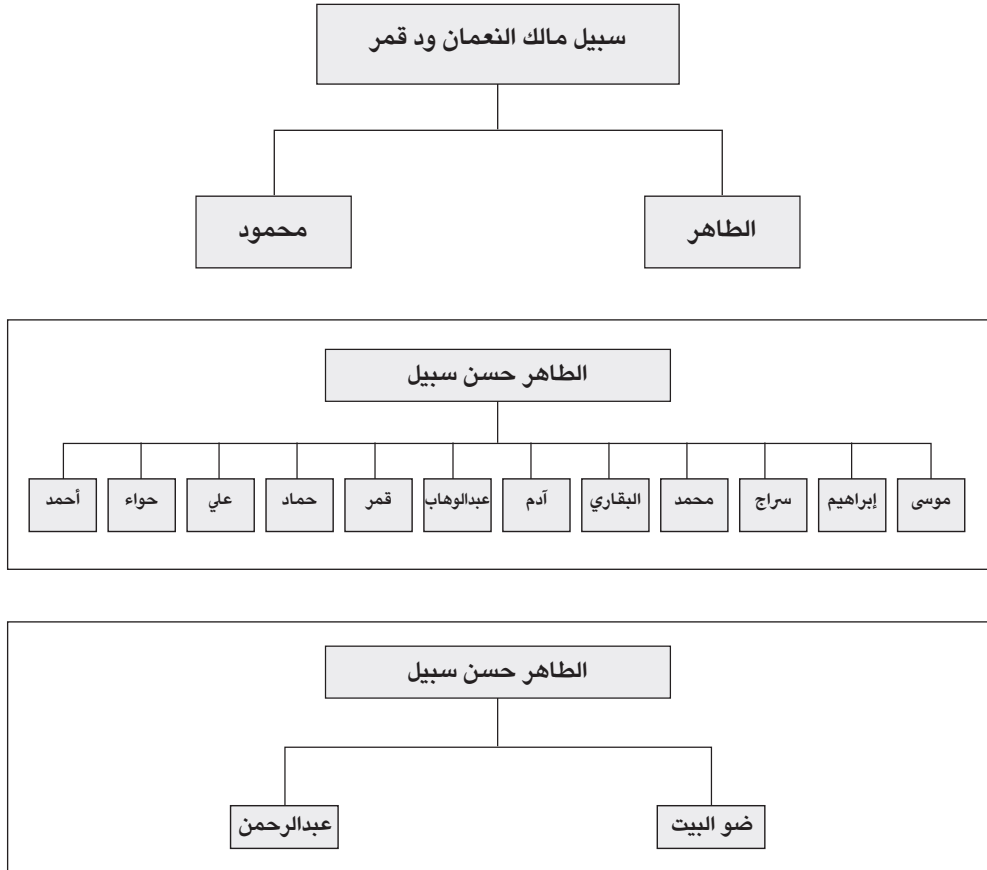 سبيل مالك النعمان ود قمر
الطاهر
محمود
الطاهر حسن سبيل
موسى
إبراهيم
سراج
محمد
البقاري
آدم
عبدالوهاب
قمر
حماد
علي
حواء
أحمد
الطاهر حسن سبيل
ضو البيت
عبدالرحمن